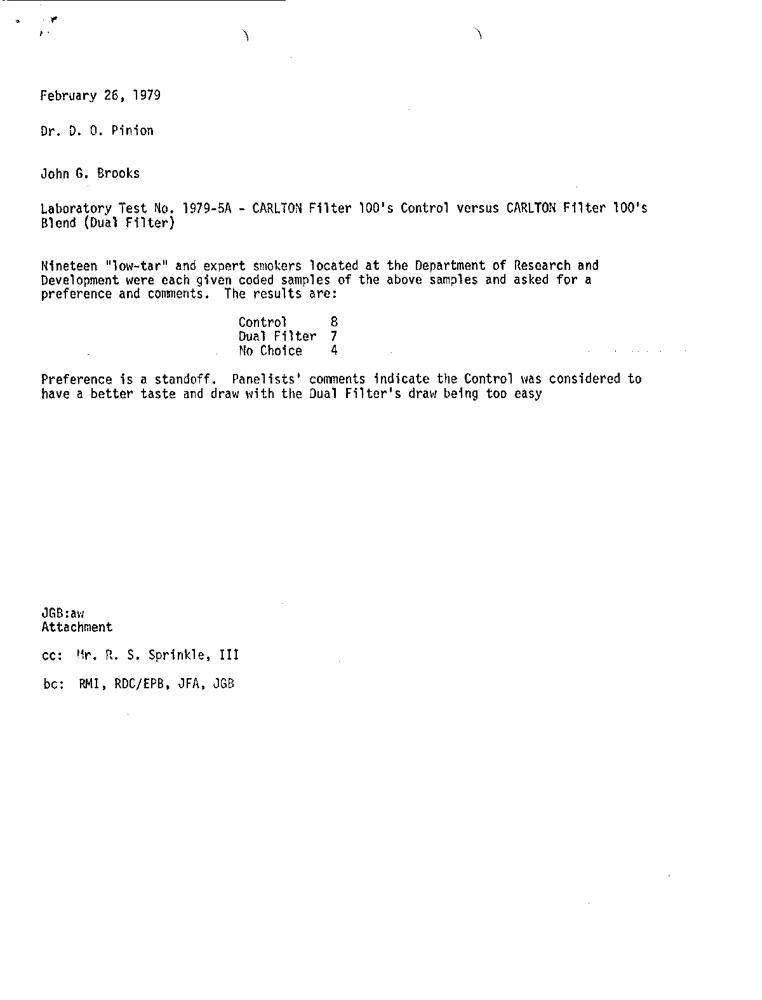 February 26, 1979
Dr. D. O. Pinion
John G. Brooks
Laboratory Test No. 1979-5A - CARLTON Filter 100's Control versus CARLTON Filter 100's
Blend (Dual Filter)
Nineteen "low-tar" and expert smokers located at the Department of Research and
Development were each given coded samples of the above samples and asked for a
preference and comments. The results are:
Control 8
Dual Filter 7
No Choice 4
Preference is a standoff. Panelists' comments indicate the Control was considered to
have a better taste and draw with the Dual Filter's draw being too easy
JGB:aw
Attachment
cc: Mr. R. S. Sprinkle, III
bc: RMI, RDC/EPB, JFA, JGB